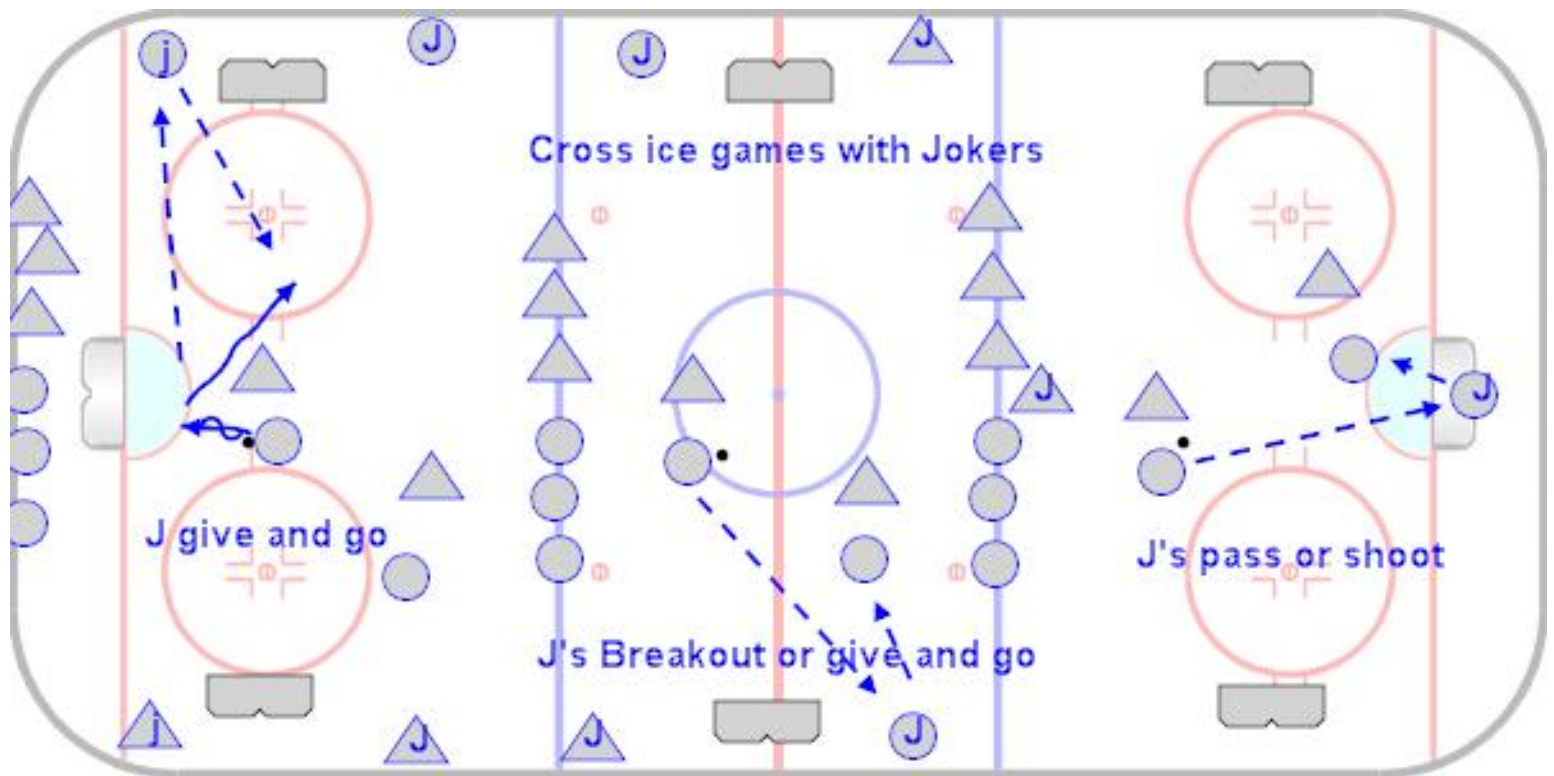 j
J
J
J
Cross ice games with Jokers
J
J
J give and go
J's pass or shoot
J's Breakout or give and go
j
J
J
J